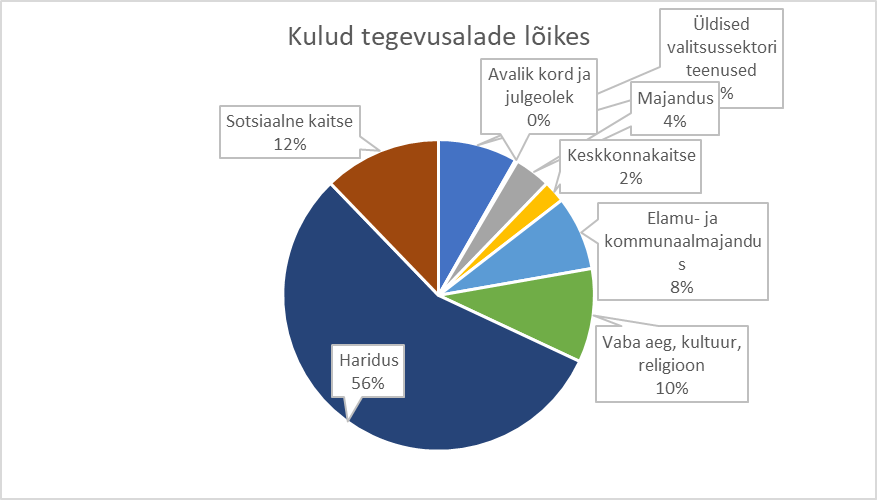 Kulud tegevusalade lõikes
Üldised
valitsussektori
teenused
%
Avalik kord ja
julgeolek
0%
Majandus
4%
Keskkonnakaitse
2%
Elamu- ja
kommunaalmajandu
s
8%
Vaba aeg, kultuur,
religioon
10%
Haridus
56%
Sotsiaalne kaitse
12%